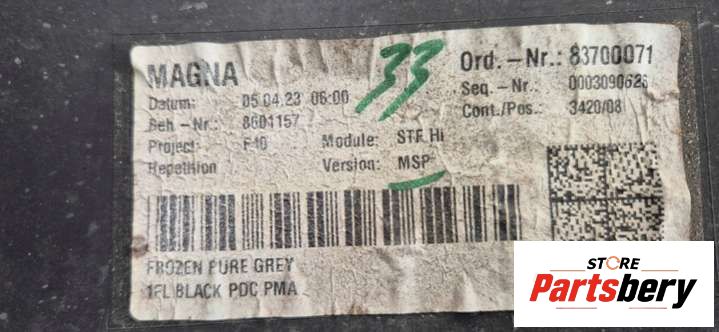 MAGNA
33
Ord.-Nr.: 83700071
Datum: 05.04.23 06:00
Seq.-Nr.: 0003090626
Beh-Nr.: 8601157
Cont./Pos.: 3420/08
Project: F40 Module: STF Hi
Repetition Version: MSP
FROZEN PURE GREY
1FL BLACK PDC PMA
STORE
Partsbery